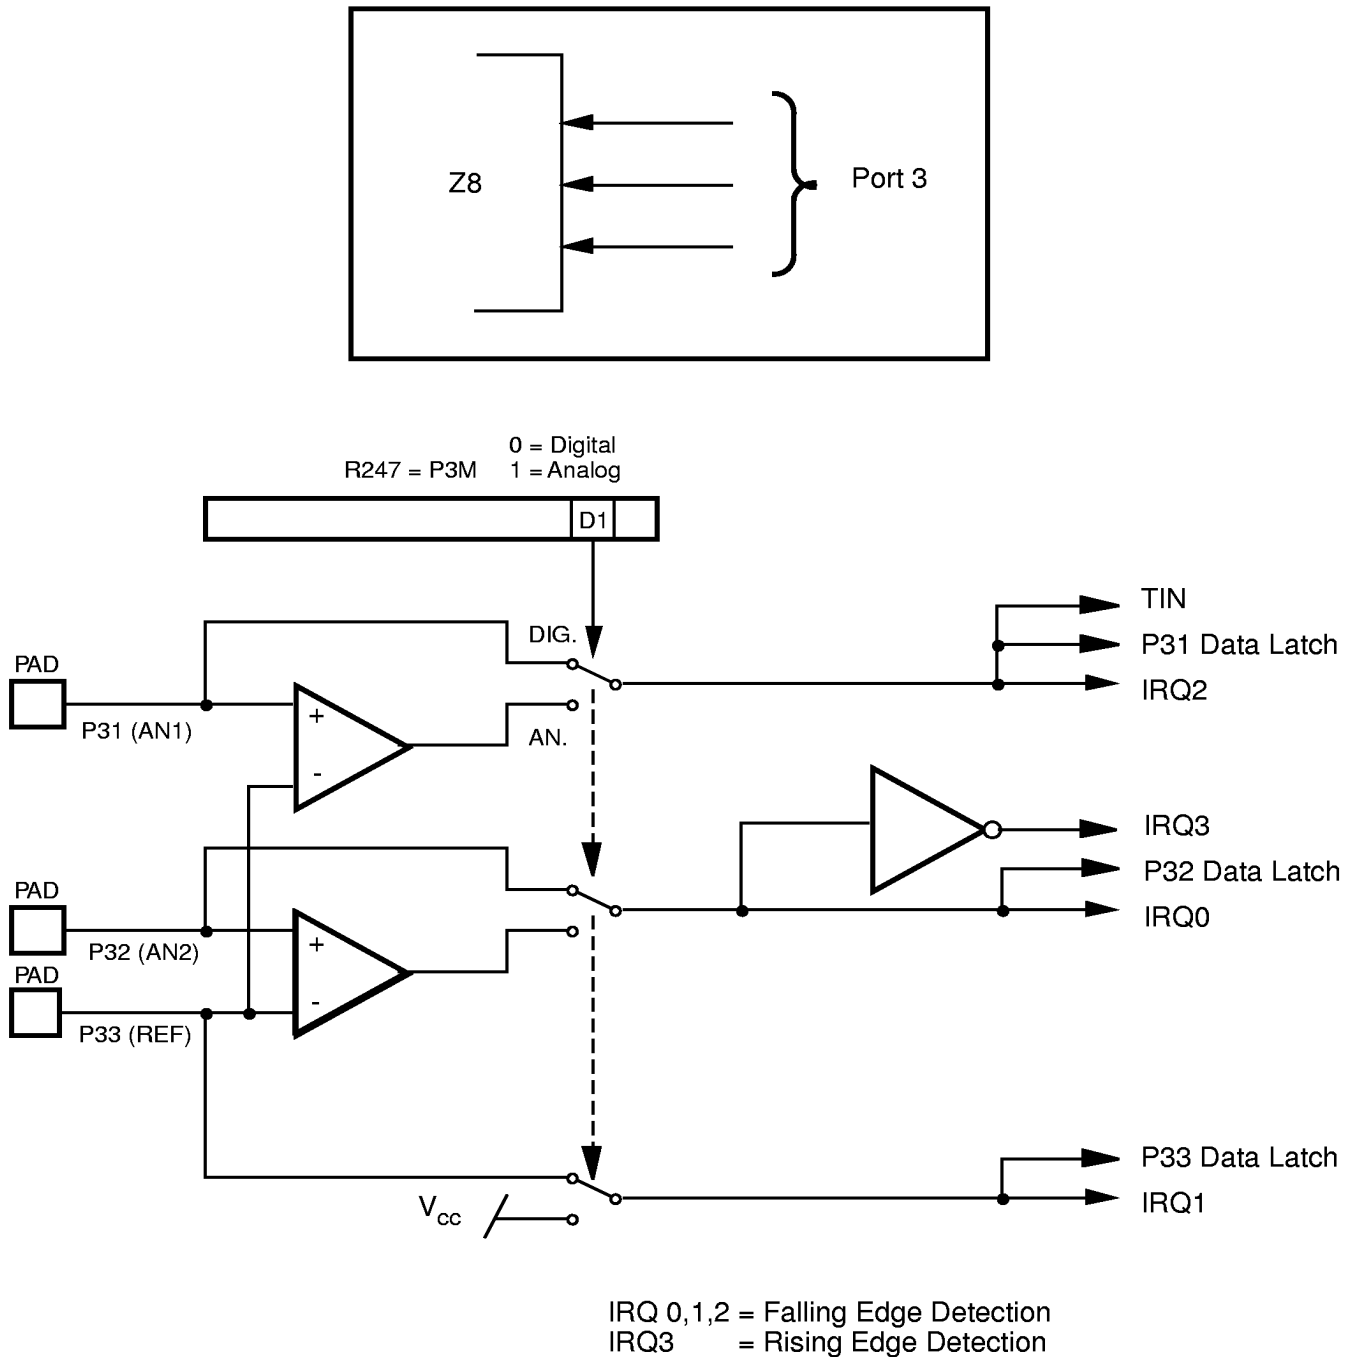 Z8
Port 3
0 = Digital
R247 = P3M 1 = Analog
D1
TIN
DIG.
P31 Data Latch
PAD
IRQ2
+
P31 (AN1)
AN.
-
IRQ3
P32 Data Latch
PAD
IRQ0
+
P32 (AN2)
PAD
-
P33 (REF)
P33 Data Latch
VCC
IRQ1
IRQ 0,1,2 = Falling Edge Detection
IRQ3 = Rising Edge Detection